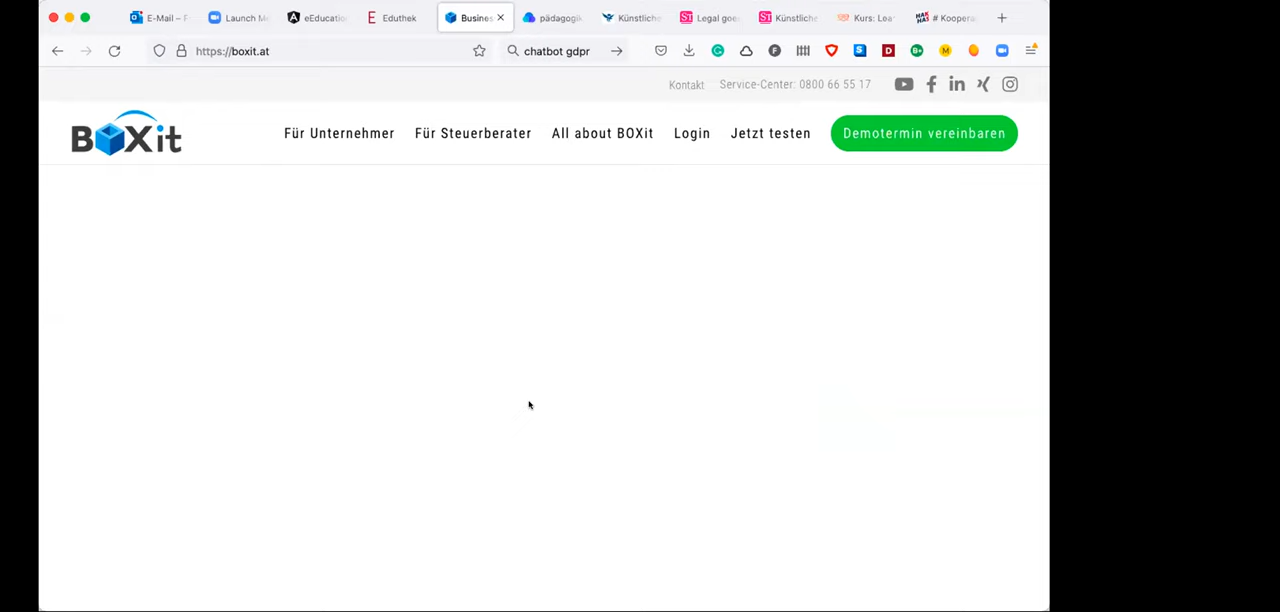 E-Mail – F
Launch Me
eEducatio
Eduthek
Busines
pädagogik
Künstliche
Legal goe
Künstliche
Kurs: Lea
# Koopera
https://boxit.at
chatbot gdpr
Kontakt Service-Center: 0800 66 55 17
BOXit
Für Unternehmer Für Steuerberater All about BOXit Login Jetzt testen Demotermin vereinbaren